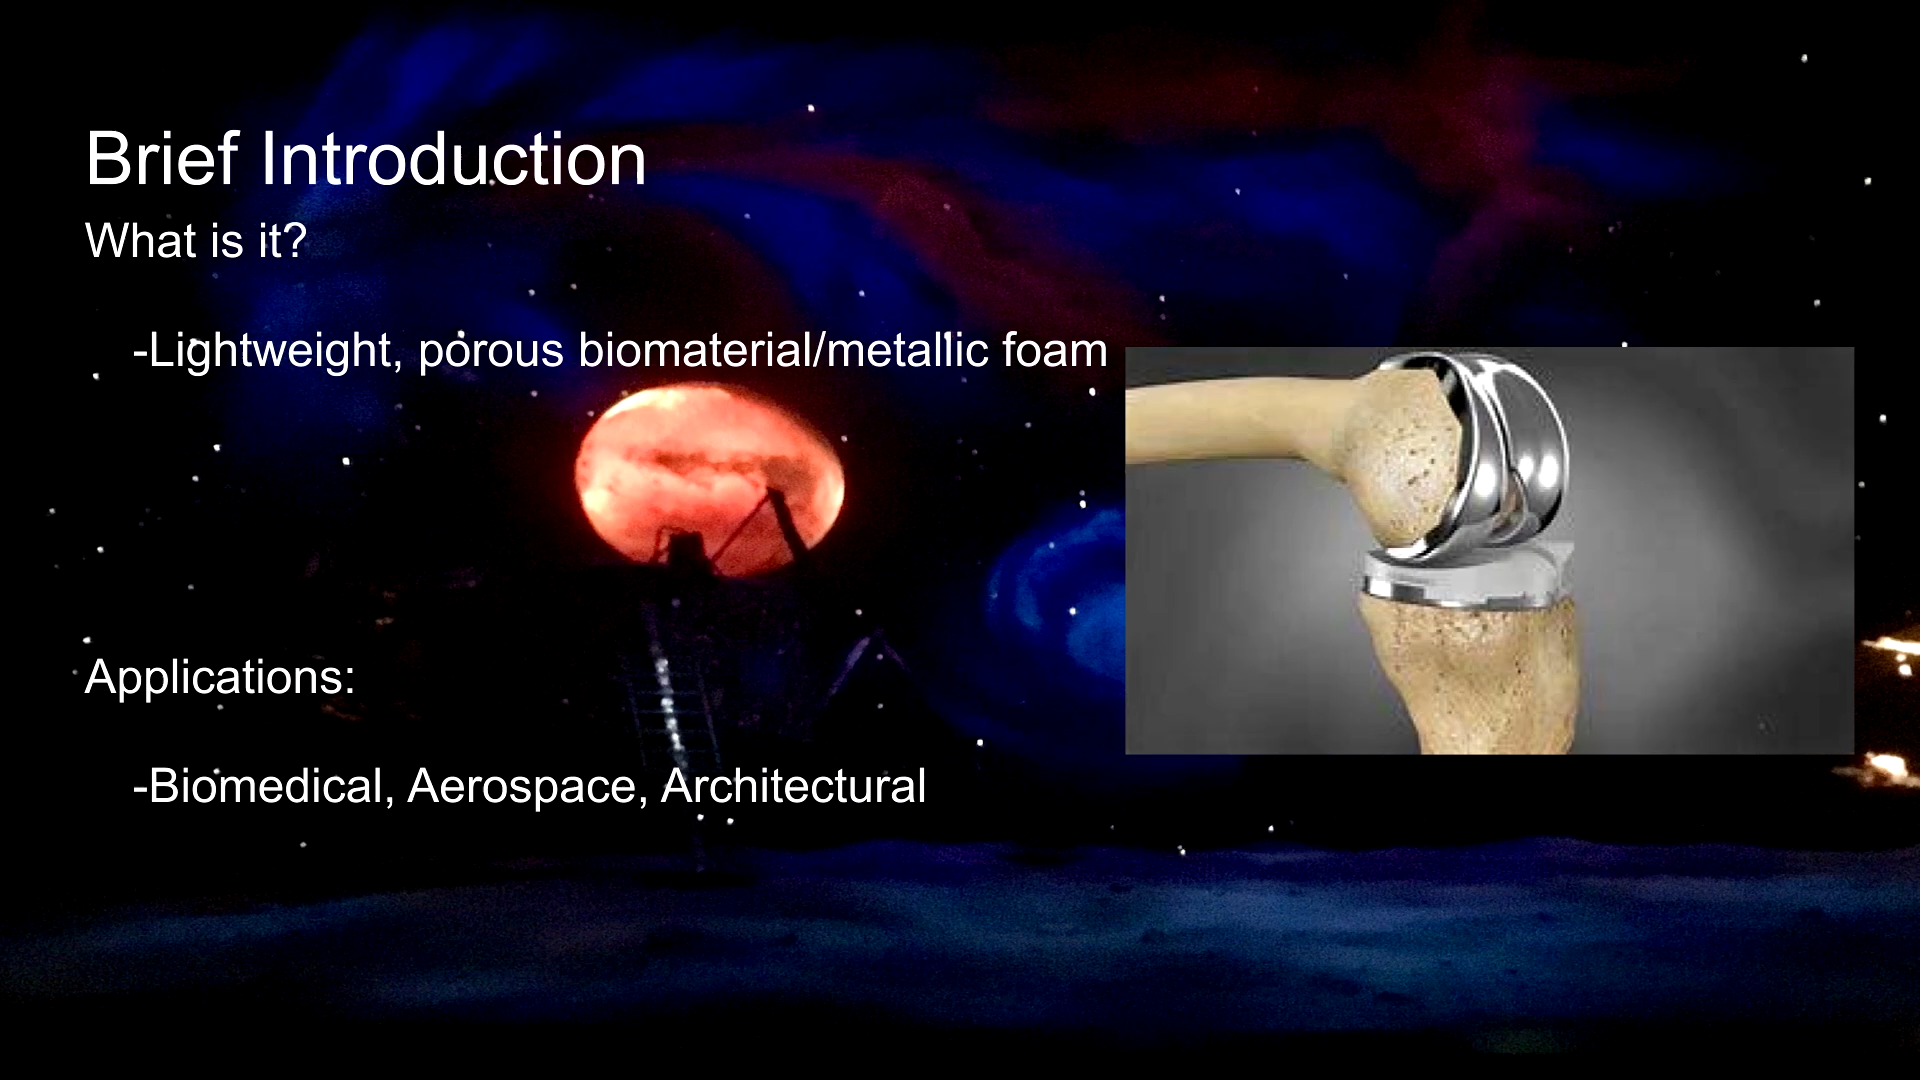 Brief Introduction
What is it?
-Lightweight, porous biomaterial/metallic foam
Applications:
-Biomedical, Aerospace, Architectural